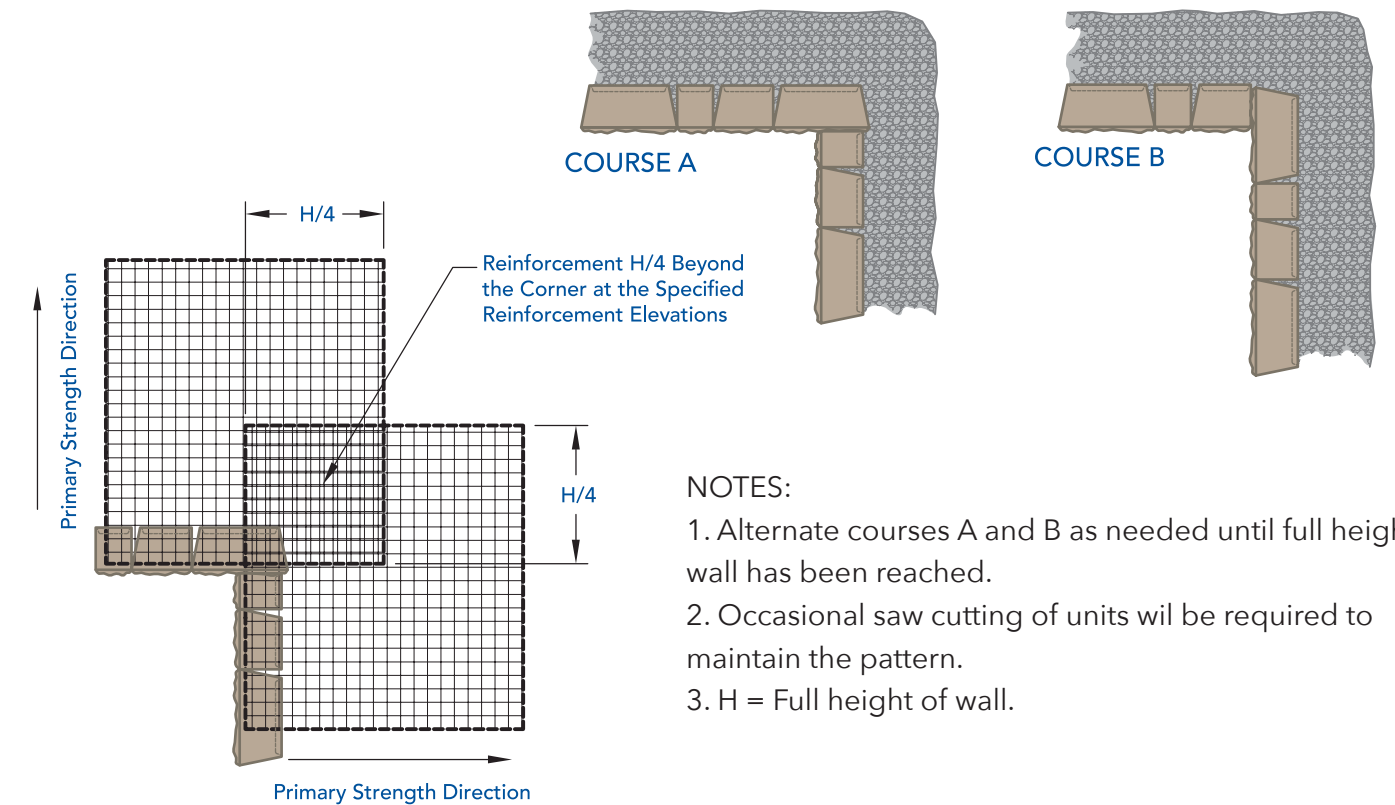 COURSE A
COURSE B
H/4
Reinforcement H/4 Beyond
the Corner at the Specified
Reinforcement Elevations
Primary Strength Direction
H/4
Primary Strength Direction
NOTES:
1. Alternate courses A and B as needed until full
wall has been reached.
2. Occasional saw cutting of units wil be required to
maintain the pattern.
3. H = Full height of wall.